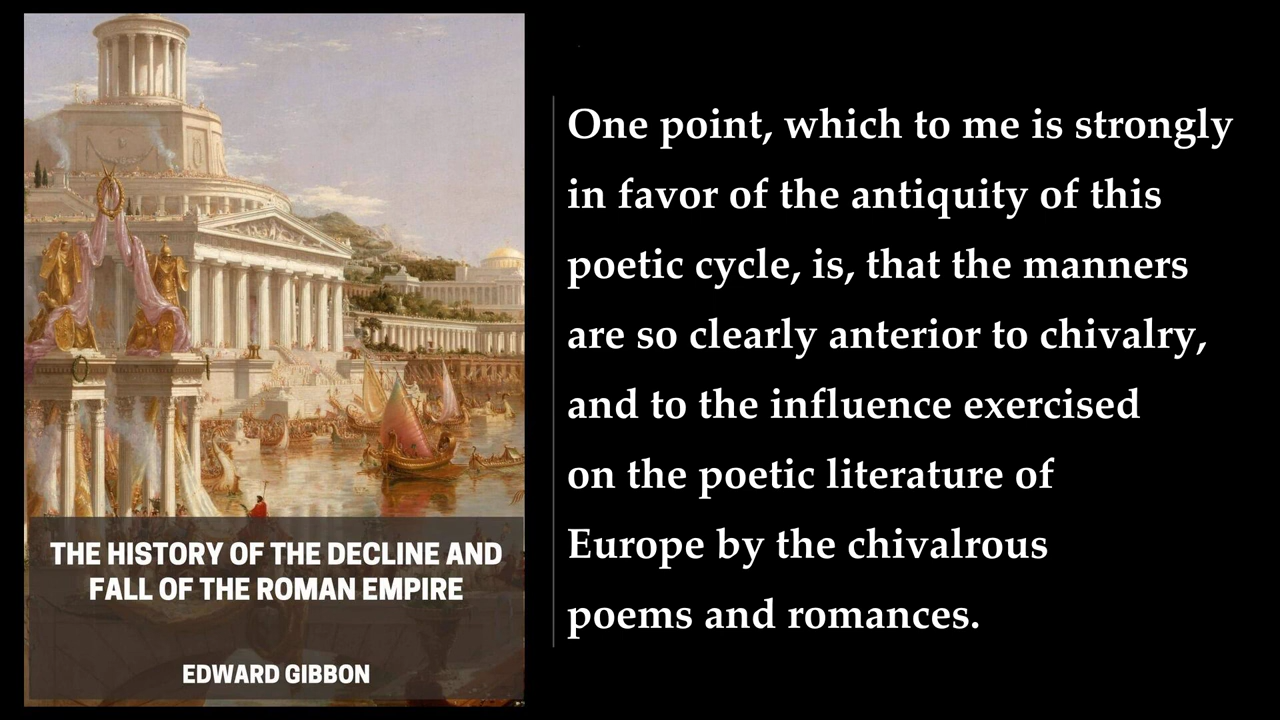 THE HISTORY OF THE DECLINE AND
FALL OF THE ROMAN EMPIRE
EDWARD GIBBON
One point, which to me is strongly
in favor of the antiquity of this
poetic cycle, is, that the manners
are so clearly anterior to chivalry,
and to the influence exercised
on the poetic literature of
Europe by the chivalrous
poems and romances.